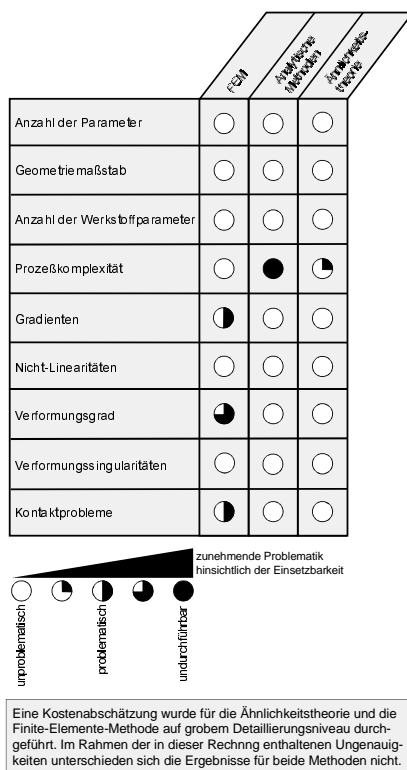 FEM
Analytische
Methoden
Ähnlichkeits-
theorie
Anzahl der Parameter
Geometriemaßstab
Anzahl der Werkstoffparameter
Prozeßkomplexität
Gradienten
Nicht-Linearitäten
Verformungsgrad
Verformungssingularitäten
Kontaktprobleme
zunehmende Problematik
hinsichtlich der Einsetzbarkeit
unproblematisch
problematisch
undurchführbar
Eine Kostenabschätzung wurde für die Ähnlichkeitstheorie und die
Finite-Elemente-Methode auf grobem Detaillierungsniveau durch-
geführt. Im Rahmen der in dieser Rechnng enthaltenen Ungenauig-
keiten unterschieden sich die Ergebnisse für beide Methoden nicht.